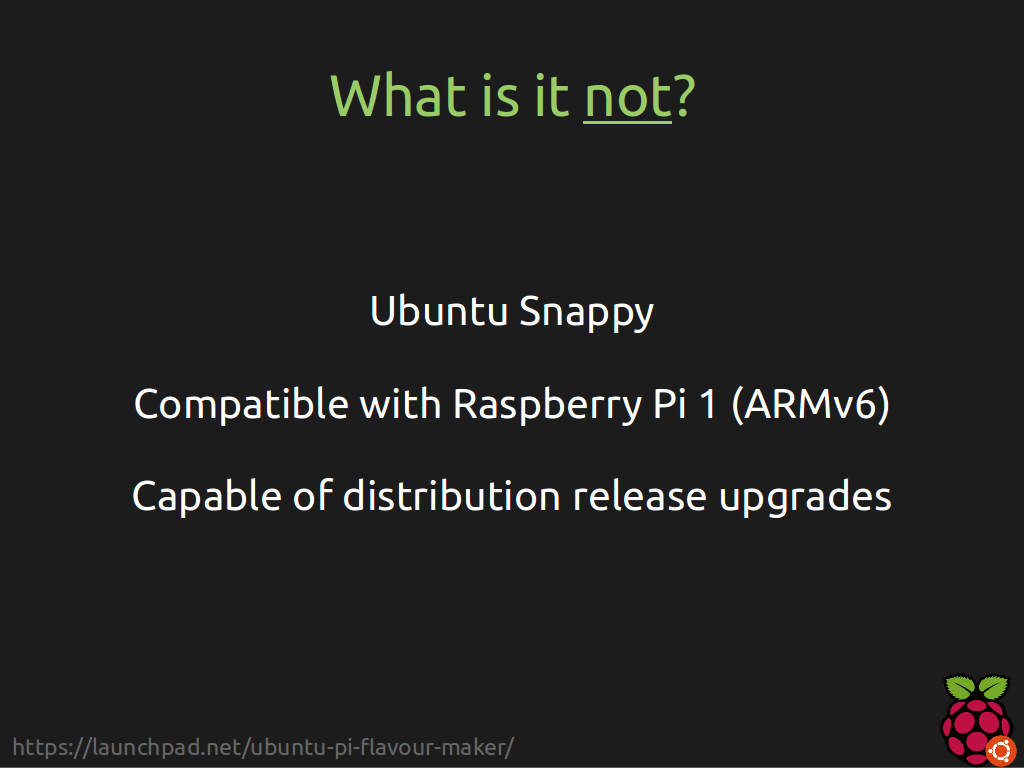 What is it not?
Ubuntu Snappy
Compatible with Raspberry Pi 1 (ARMv6)
Capable of distribution release upgrades
https://launchpad.net/ubuntu-pi-flavour-maker/